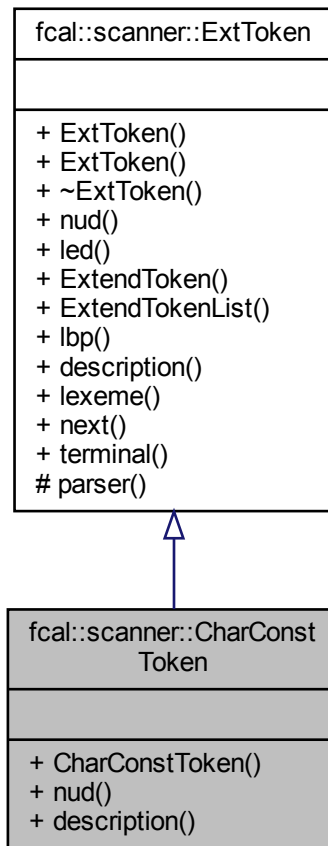 fcal::scanner::ExtToken
+ ExtToken()
+ ExtToken()
+ ~ExtToken()
+ nud()
+ led()
+ ExtendToken()
+ ExtendTokenList()
+ lbp()
+ description()
+ lexeme()
+ next()
+ terminal()
# parser()
fcal::scanner::CharConst
Token
+ CharConstToken()
+ nud()
+ description()